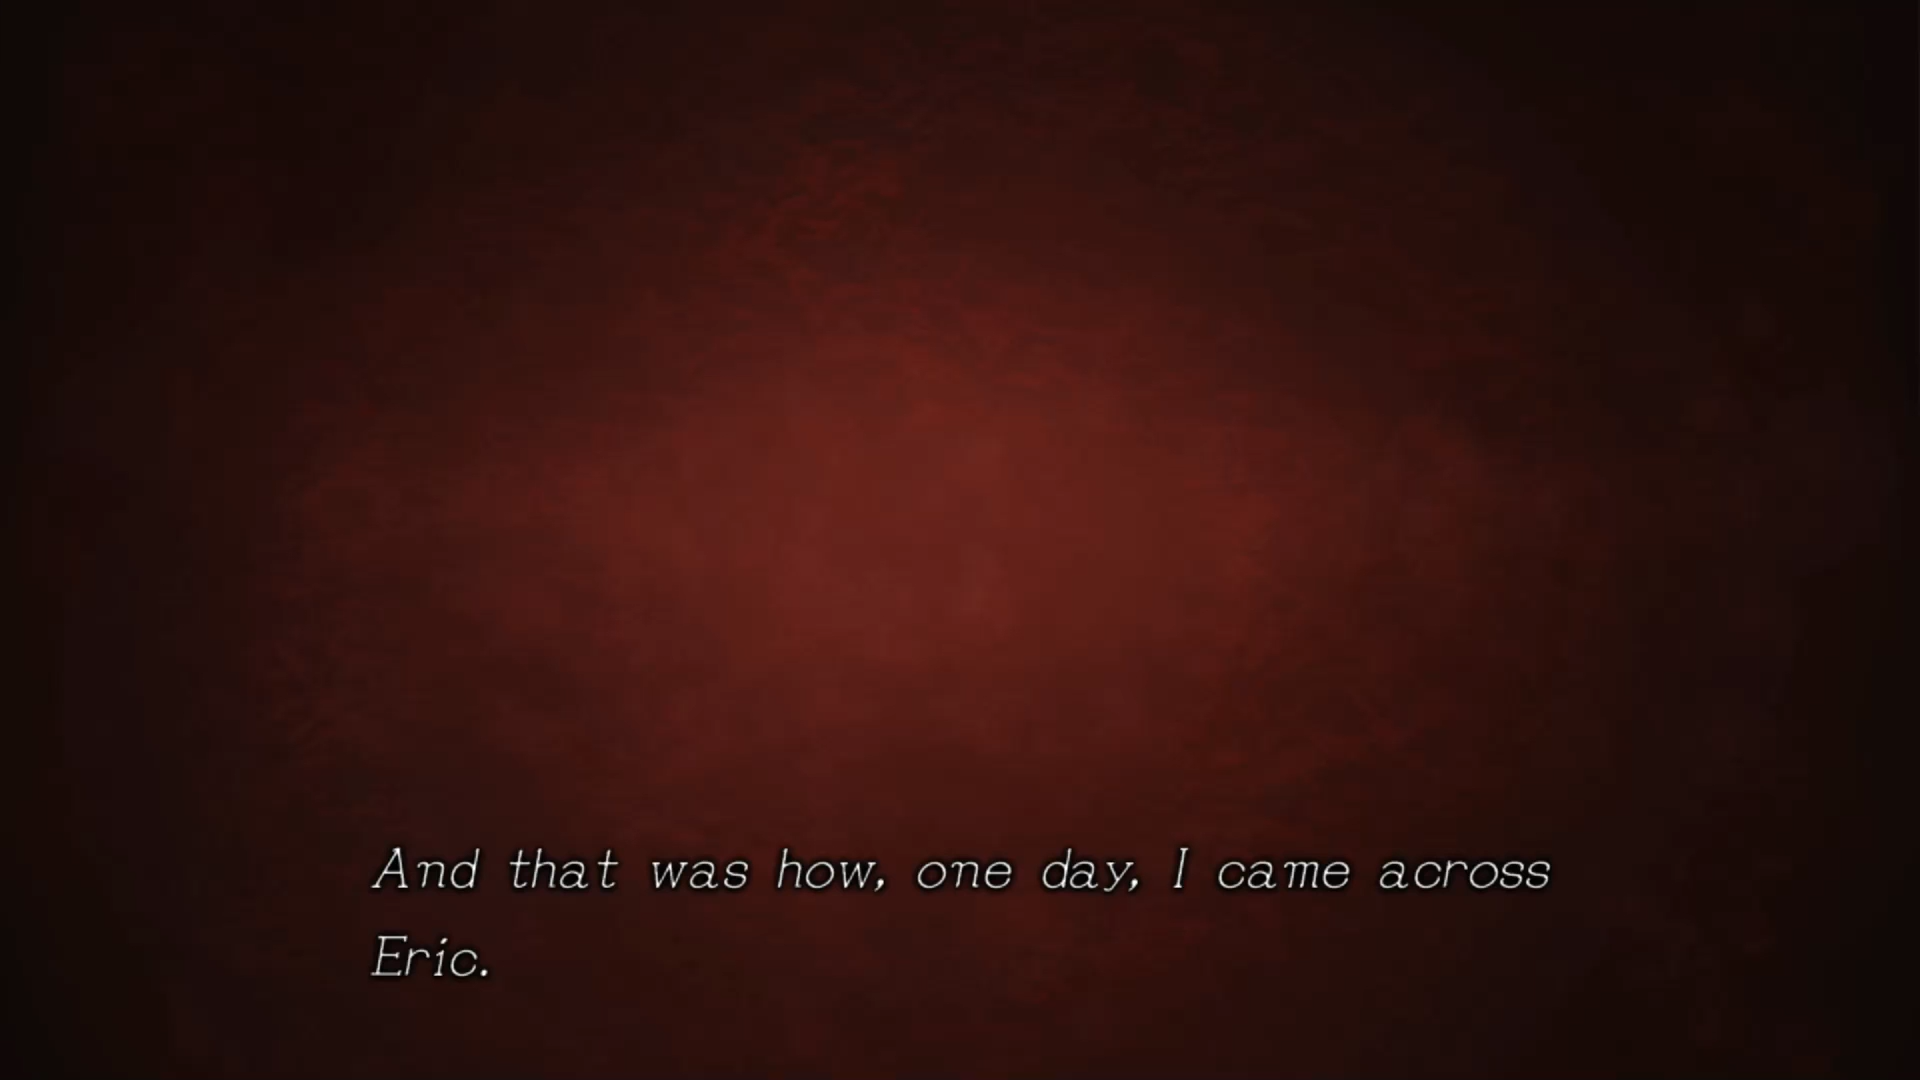 And that was how, one day, I came across
Eric.